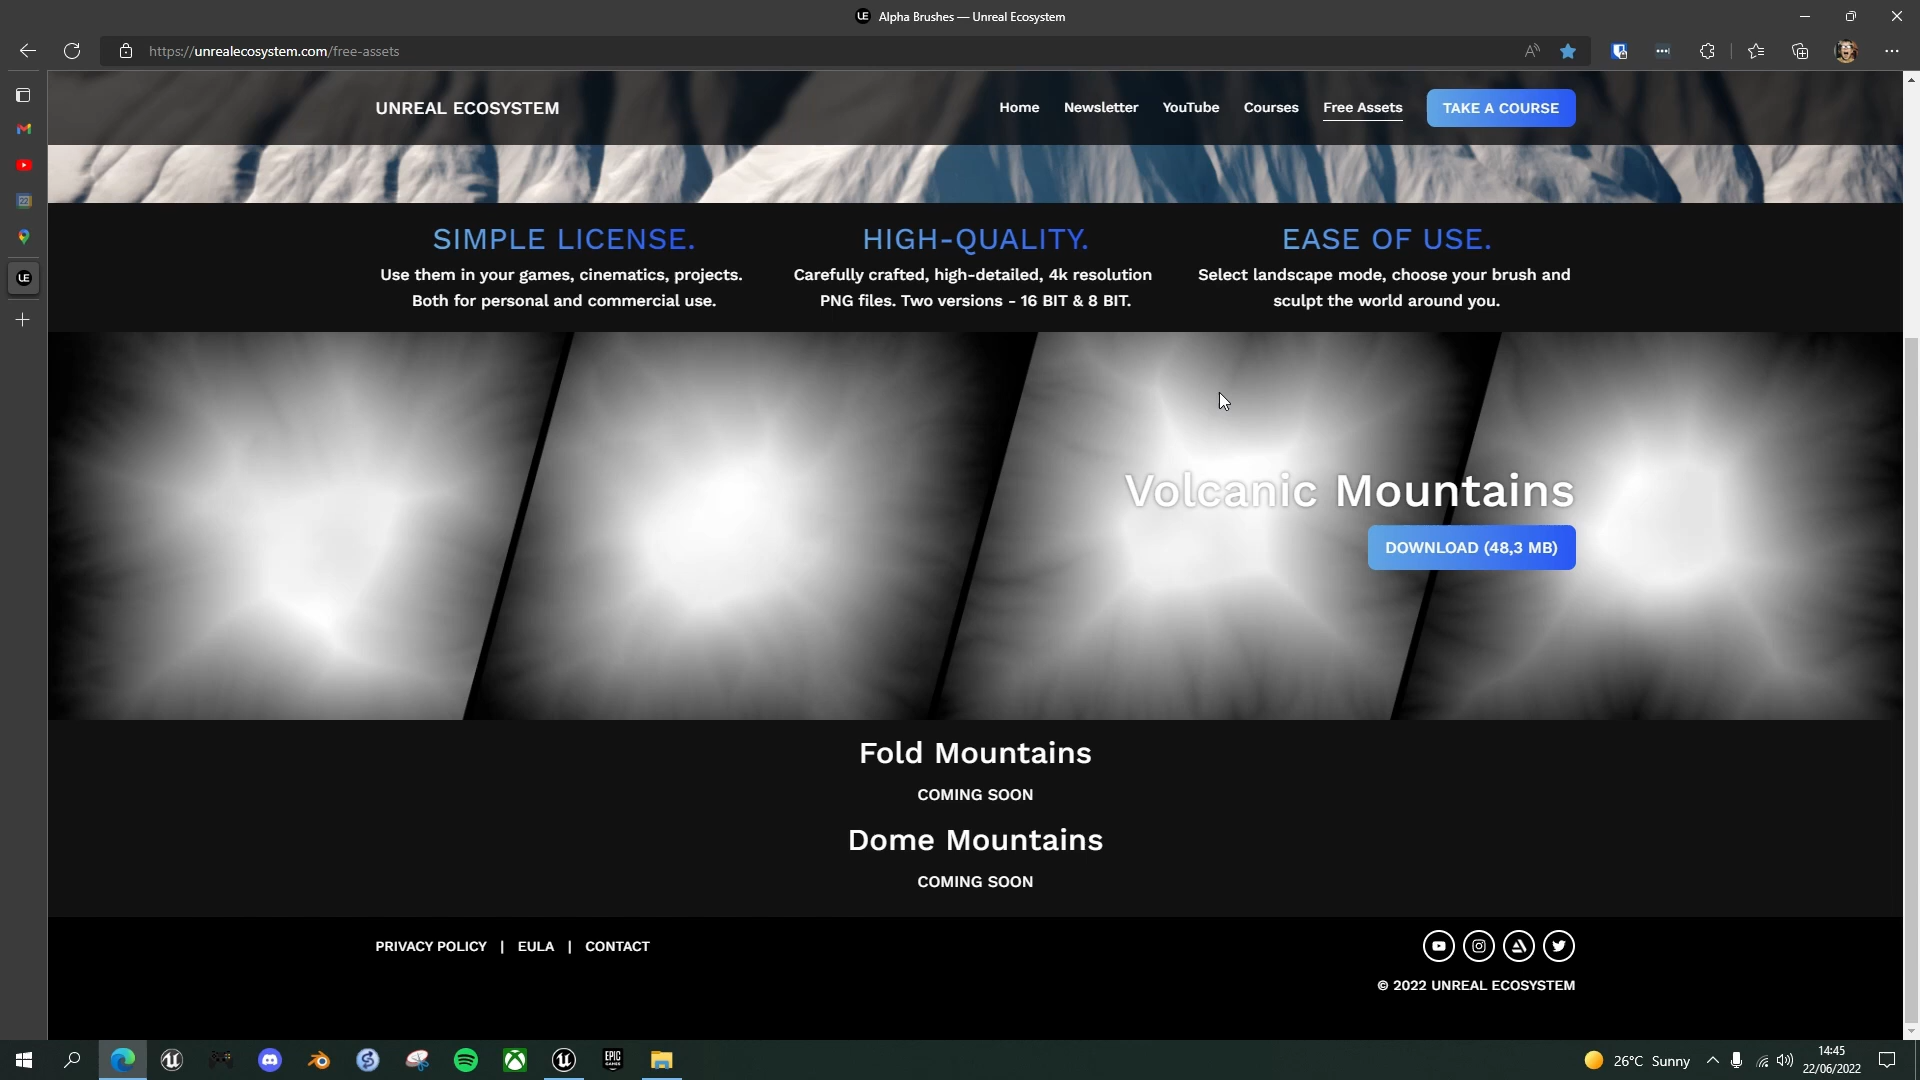 Alpha Brushes — Unreal Ecosystem
https://unrealecosystem.com/free-assets
UNREAL ECOSYSTEM
Home
Newsletter
YouTube
Courses
Free Assets
TAKE A COURSE
SIMPLE LICENSE.
Use them in your games, cinematics, projects.
Both for personal and commercial use.
HIGH-QUALITY.
Carefully crafted, high-detailed, 4k resolution
PNG files. Two versions - 16 BIT & 8 BIT.
EASE OF USE.
Select landscape mode, choose your brush and
sculpt the world around you.
Volcanic Mountains
DOWNLOAD (48,3 MB)
Fold Mountains
COMING SOON
Dome Mountains
COMING SOON
PRIVACY POLICY | EULA | CONTACT
© 2022 UNREAL ECOSYSTEM
26°C Sunny
14:45
22/06/2022
UE
EPIC
GAMES